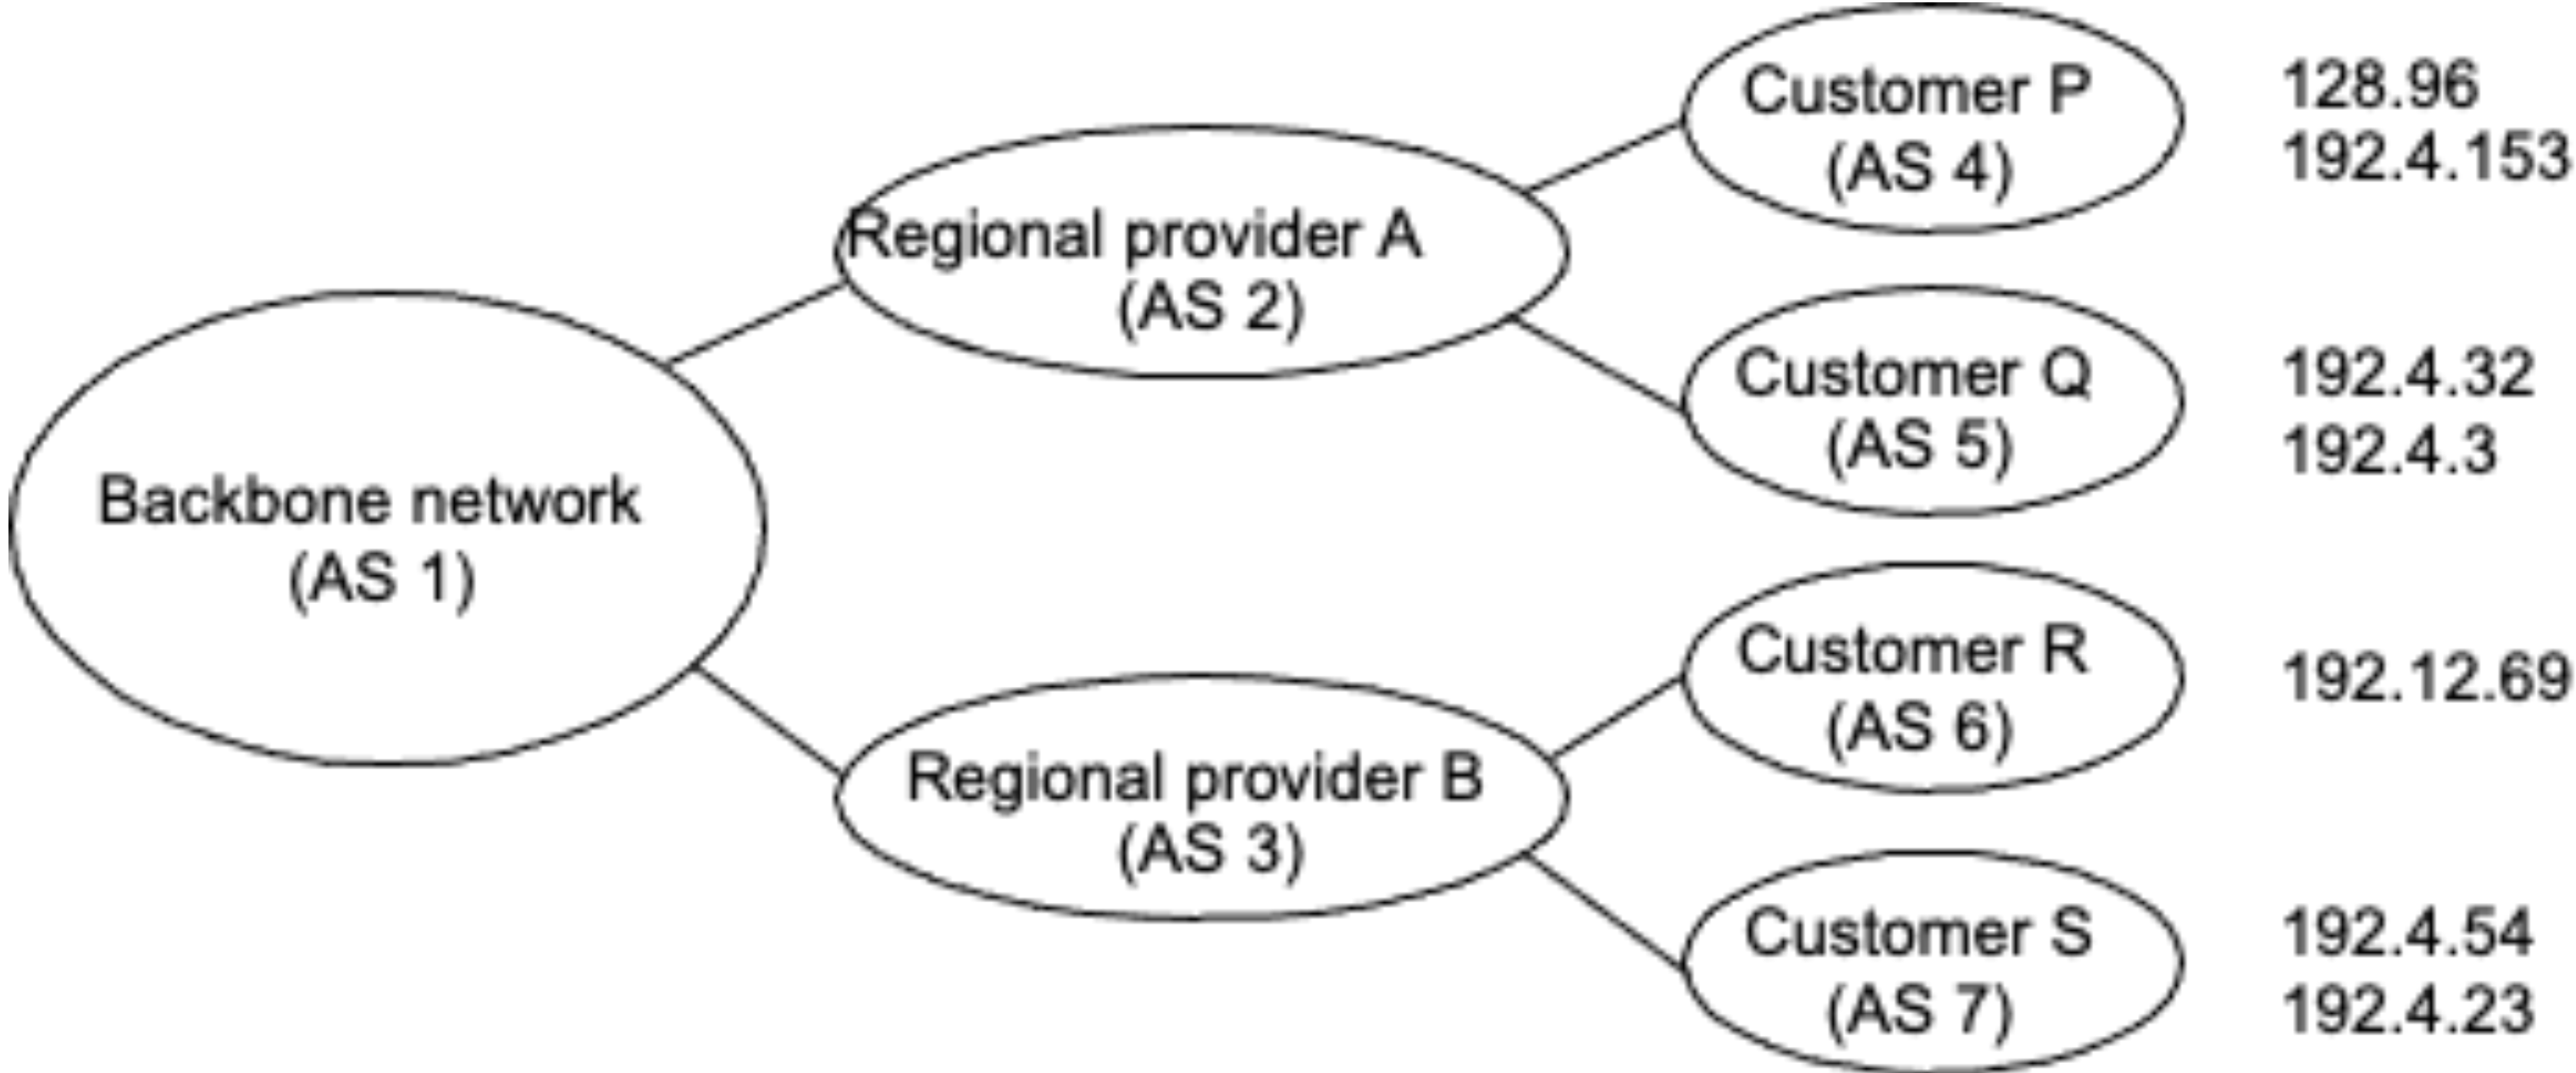 Customer P
(AS 4)
128.96
192.4.153
Regional provider A
(AS 2)
Customer Q
(AS 5)
192.4.32
192.4.3
Backbone network
(AS 1)
Customer R
(AS 6)
192.12.69
Regional provider B
(AS 3)
Customer S
(AS 7)
192.4.54
192.4.23